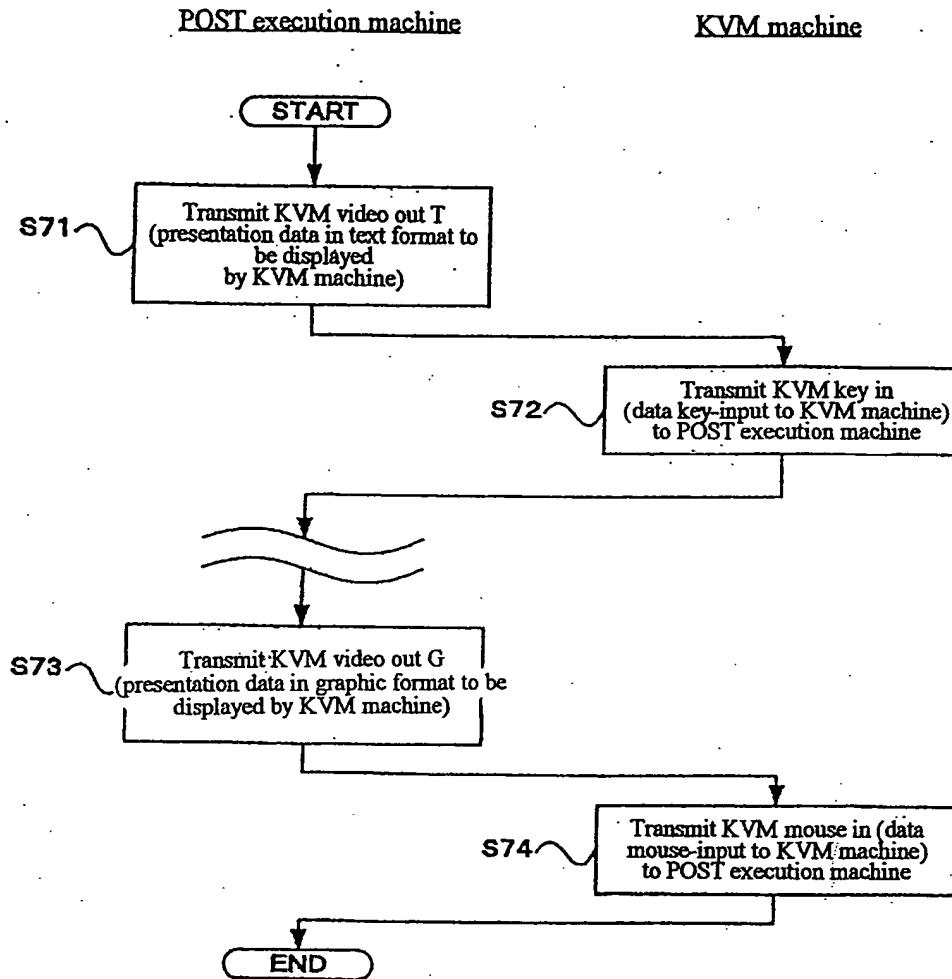 POST execution machine
KVM machine
START
S71
Transmit KVM video out T
(presentation data in text format to
be displayed
by KVM machine)
S72
Transmit KVM key in
(data key-input to KVM machine)
to POST execution machine
S73
Transmit KVM video out G
(presentation data in graphic format to be
displayed by KVM machine)
S74
Transmit KVM mouse in (data
mouse-input to KVM machine)
to POST execution machine
END